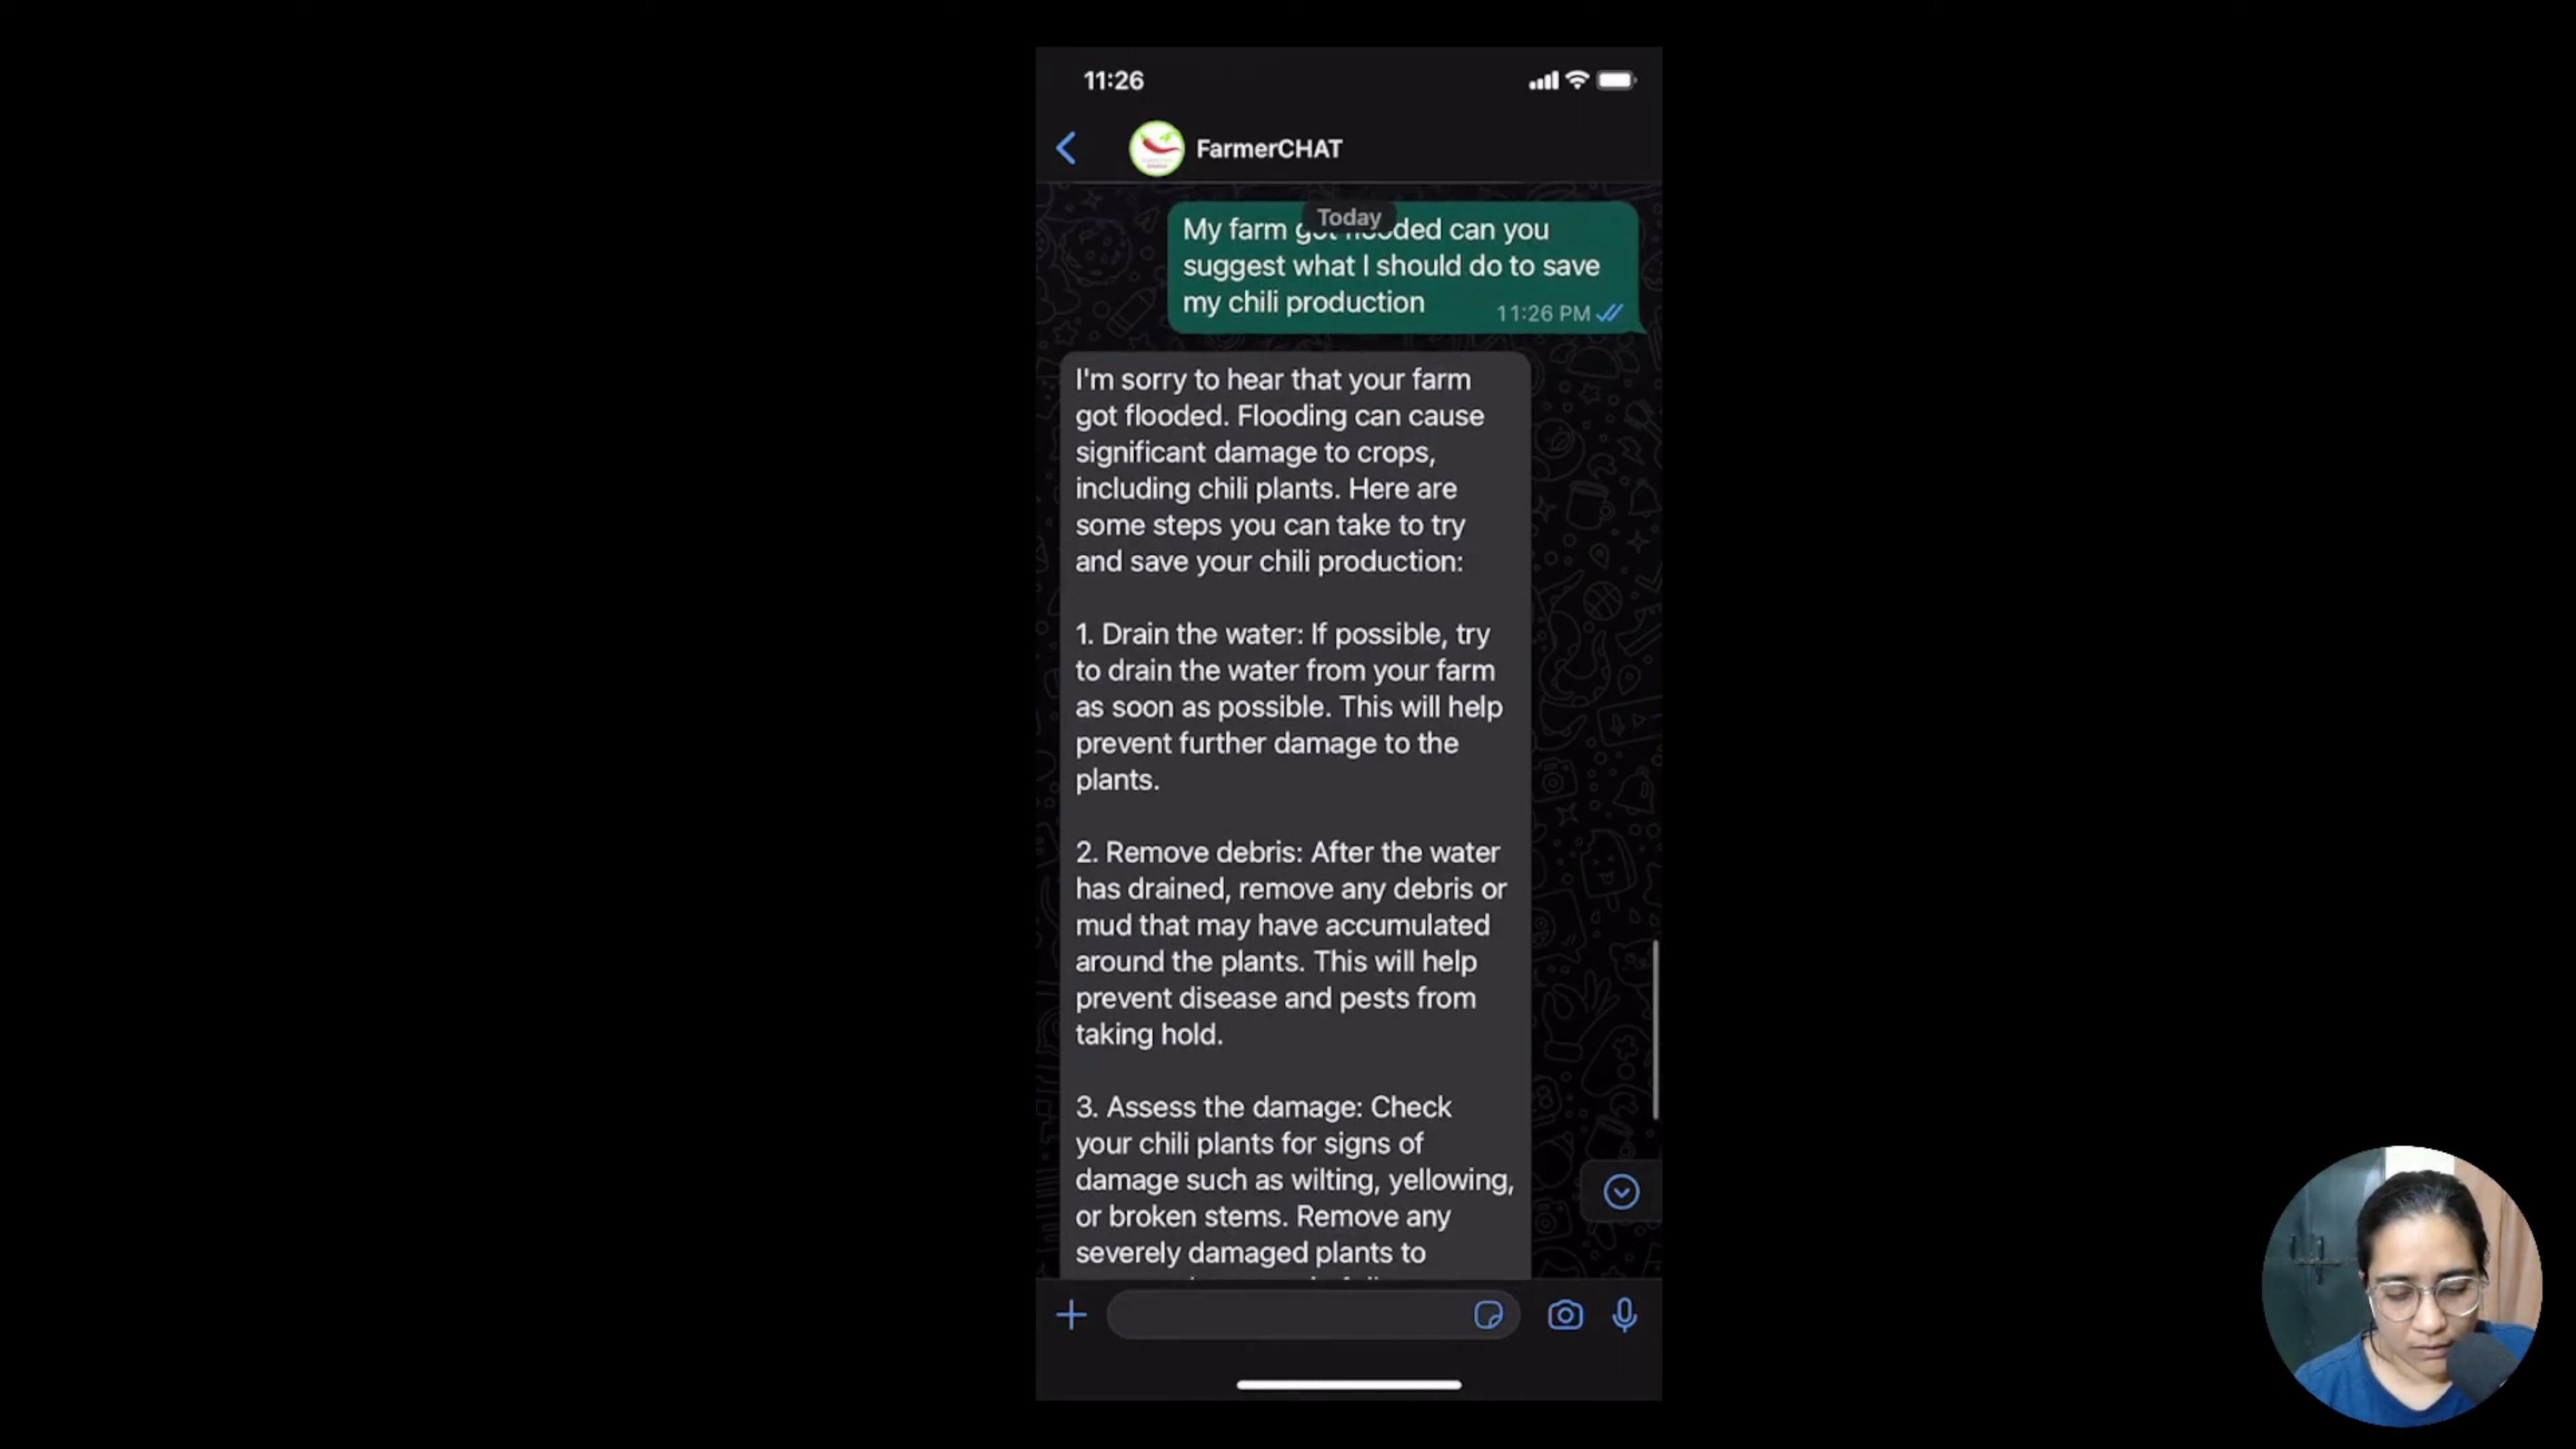 11:26
FarmerCHAT
Today
My farm got flooded can you
suggest what I should do to save
my chili production
11:26 PM
I'm sorry to hear that your farm
got flooded. Flooding can cause
significant damage to crops,
including chili plants. Here are
some steps you can take to try
and save your chili production:
1. Drain the water: If possible, try
to drain the water from your farm
as soon as possible. This will help
prevent further damage to the
plants.
2. Remove debris: After the water
has drained, remove any debris or
mud that may have accumulated
around the plants. This will help
prevent disease and pests from
taking hold.
3. Assess the damage: Check
your chili plants for signs of
damage such as wilting, yellowing,
or broken stems. Remove any
severely damaged plants to